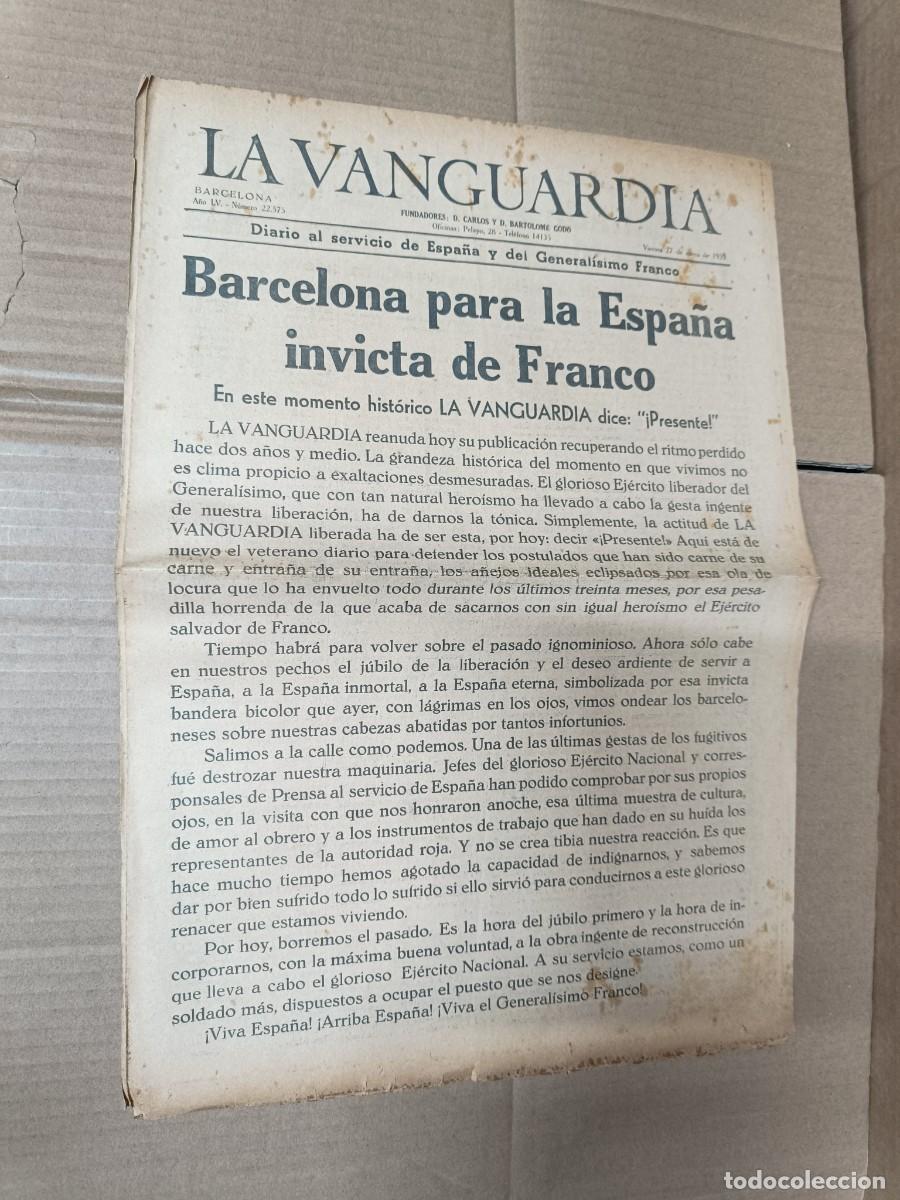 LA VANGUARDIA
BARCELONA
Año LV. - Número 22.573
FUNDADORES: D. CARLOS Y D. BARTOLOME GODÓ
Oficinas: Pelayo, 28 - Teléfono 14135
Viernes 27 de de 1939
Diario al servicio de España y del Generalísimo Franco
Barcelona para la España
invicta de Franco
En este momento histórico LA VANGUARDIA dice: "¡Presente!"
LA VANGUARDIA reanuda hoy su publicación recuperando el ritmo perdido
hace dos años y medio. La grandeza histórica del momento en que vivimos no
es clima propicio a exaltaciones desmesuradas. El glorioso Ejército liberador del
Generalísimo, que con tan natural heroísmo ha llevado a cabo la gesta ingente
de nuestra liberación, ha de darnos la tónica. Simplemente, la actitud de LA
VANGUARDIA liberada ha de ser esta, por hoy: decir «¡Presente!» Aquí está de
nuevo el veterano diario para defender los postulados que han sido carne de su
carne y entraña de su entraña, los añejos ideales eclipsados por esa ola de
locura que lo ha envuelto todo durante los últimos treinta meses, por esa pesa-
dilla horrenda de la que acaba de sacarnos con sin igual heroísmo el Ejército
salvador de Franco.
Tiempo habrá para volver sobre el pasado ignominioso. Ahora sólo cabe
en nuestros pechos el júbilo de la liberación y el deseo ardiente de servir a
España, a la España inmortal, a la España eterna, simbolizada por esa invicta
bandera bicolor que ayer, con lágrimas en los ojos, vimos ondear los barcelo-
neses sobre nuestras cabezas abatidas por tantos infortunios.
Salimos a la calle como podemos. Una de las últimas gestas de los fugitivos
fué destrozar nuestra maquinaria. Jefes del glorioso Ejército Nacional y corres-
ponsales de Prensa al servicio de España han podido comprobar por sus propios
ojos, en la visita con que nos honraron anoche, esa última muestra de cultura,
de amor al obrero y a los instrumentos de trabajo que han dado en su huída los
representantes de la autoridad roja. Y no se crea tibia nuestra reacción. Es que
hace mucho tiempo hemos agotado la capacidad de indignarnos, y sabemos
dar por bien sufrido todo lo sufrido si ello sirvió para conducirnos a este glorioso
renacer que estamos viviendo.
Por hoy, borremos el pasado. Es la hora del júbilo primero y la hora de in-
corporarnos, con la máxima buena voluntad, a la obra ingente de reconstrucción
que lleva a cabo el glorioso Ejército Nacional. A su servicio estamos, como un
soldado más, dispuestos a ocupar el puesto que se nos designe.
¡Viva España! ¡Arriba España! ¡Viva el Generalísimo Franco!
todocoleccion